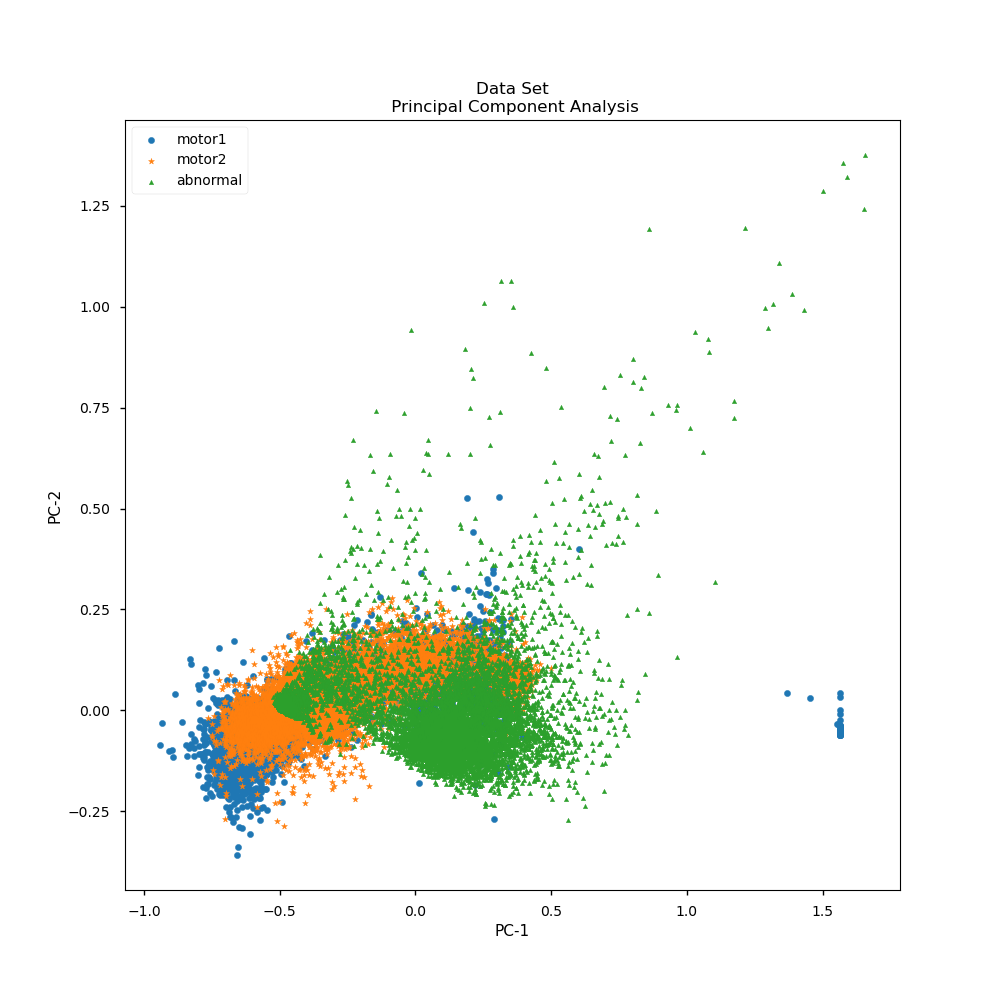 Data Set
Principal Component Analysis
motor1
motor2
abnormal
1.25
1.00
0.75
0.50
0.25
0.00
−0.25
PC-2
−1.0
−0.5
0.0
0.5
1.0
1.5
PC-1